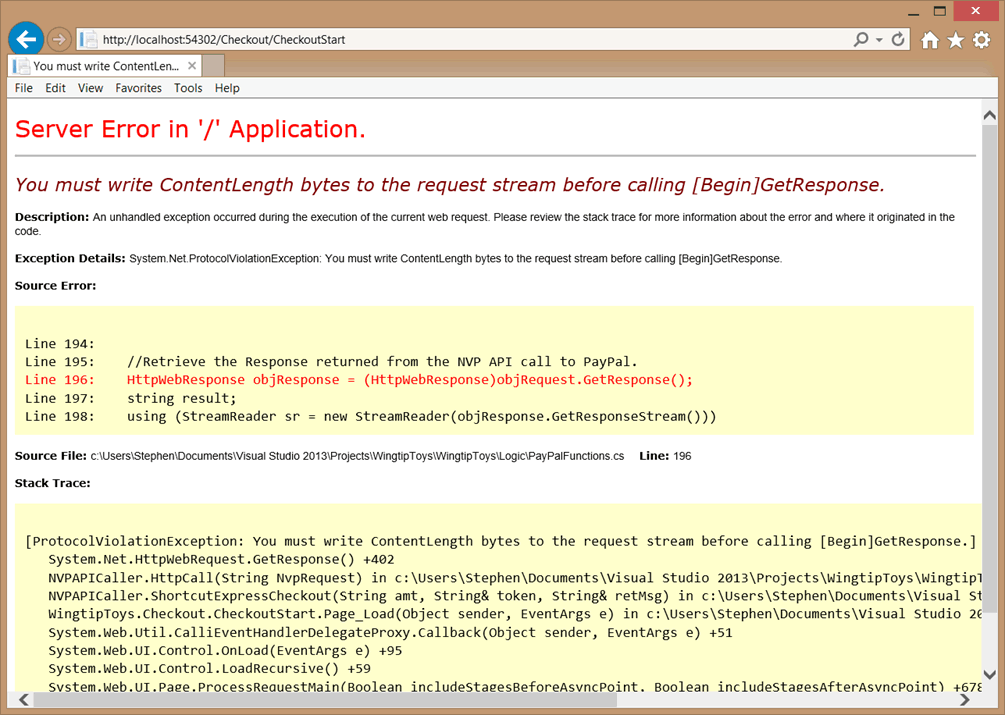 http://localhost:54302/Checkout/CheckoutStart
You must write ContentLen...
File Edit View Favorites Tools Help
Server Error in '/' Application.
You must write ContentLength bytes to the request stream before calling [Begin]GetResponse.
Description: An unhandled exception occurred during the execution of the current web request. Please review the stack trace for more information about the error and where it originated in the
code.
Exception Details: System.Net.ProtocolViolationException: You must write ContentLength bytes to the request stream before calling [Begin]GetResponse.
Source Error:
Line 194:
Line 195:    //Retrieve the Response returned from the NVP API call to PayPal.
Line 196:    HttpWebResponse objResponse = (HttpWebResponse)objRequest.GetResponse();
Line 197:    string result;
Line 198:    using (StreamReader sr = new StreamReader(objResponse.GetResponseStream()))
Source File: c:\Users\Stephen\Documents\Visual Studio 2013\Projects\WingtipToys\WingtipToys\Logic\PayPalFunctions.cs    Line: 196
Stack Trace:
[ProtocolViolationException: You must write ContentLength bytes to the request stream before calling [Begin]GetResponse.]
   System.Net.HttpWebRequest.GetResponse() +402
   NVPAPICaller.HttpCall(String NvpRequest) in c:\Users\Stephen\Documents\Visual Studio 2013\Projects\WingtipToys\WingtipT
   NVPAPICaller.ShortcutExpressCheckout(String amt, String& token, String& retMsg) in c:\Users\Stephen\Documents\Visual St
   WingtipToys.Checkout.CheckoutStart.Page_Load(Object sender, EventArgs e) in c:\Users\Stephen\Documents\Visual Studio 20
   System.Web.Util.CalliEventHandlerDelegateProxy.Callback(Object sender, EventArgs e) +51
   System.Web.UI.Control.OnLoad(EventArgs e) +95
   System.Web.UI.Control.LoadRecursive() +59
   System.Web.UI.Page.ProcessRequestMain(Boolean includeStagesBeforeAsyncPoint, Boolean includeStagesAfterAsyncPoint) +678